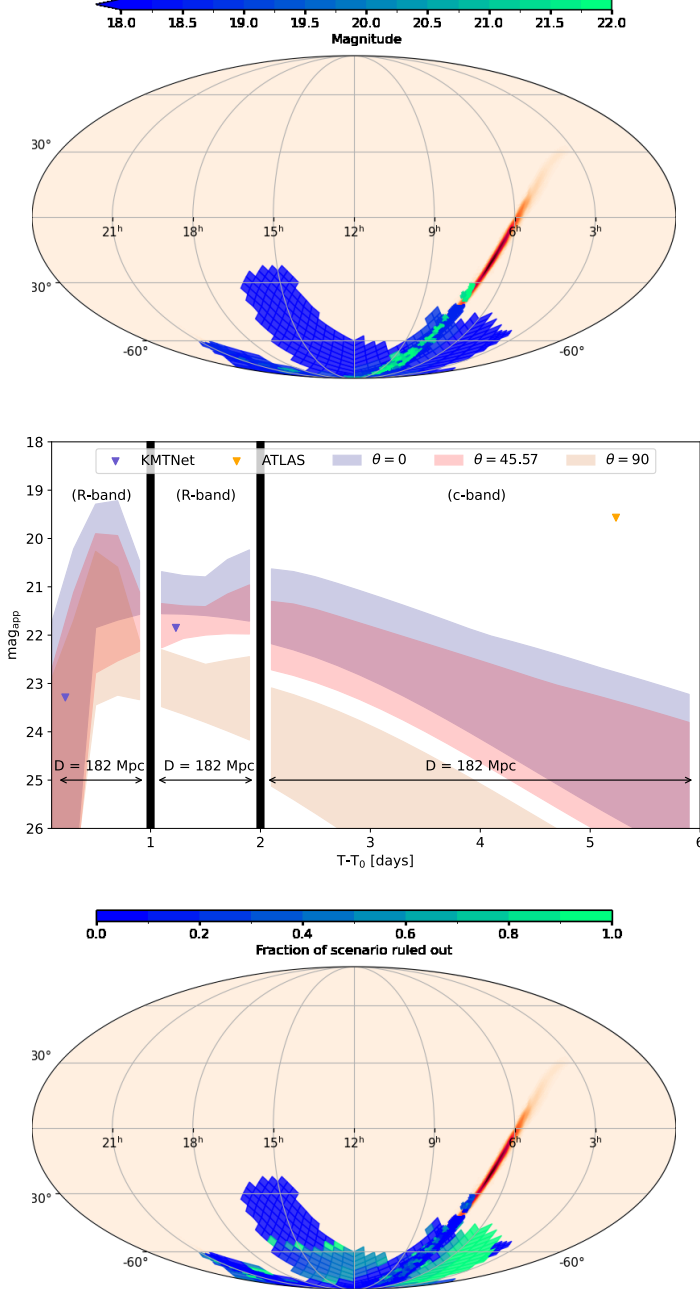 18.0 18.5 19.0 19.5 20.0 20.5 21.0 21.5 22.0
Magnitude
30°
21ʰ 18ʰ 15ʰ 12ʰ 9ʰ 6ʰ 3ʰ
30°
-60° -60°
18
KMTNet ATLAS θ = 0 θ = 45.57 θ = 90
19
(R-band) (R-band) (c-band)
20
21
22
23
24
25
26
mag_app
D = 182 Mpc D = 182 Mpc D = 182 Mpc
1 2 3 4 5 6
T-T₀ [days]
0.0 0.2 0.4 0.6 0.8 1.0
Fraction of scenario ruled out
30°
21ʰ 18ʰ 15ʰ 12ʰ 9ʰ 6ʰ 3ʰ
30°
-60° -60°